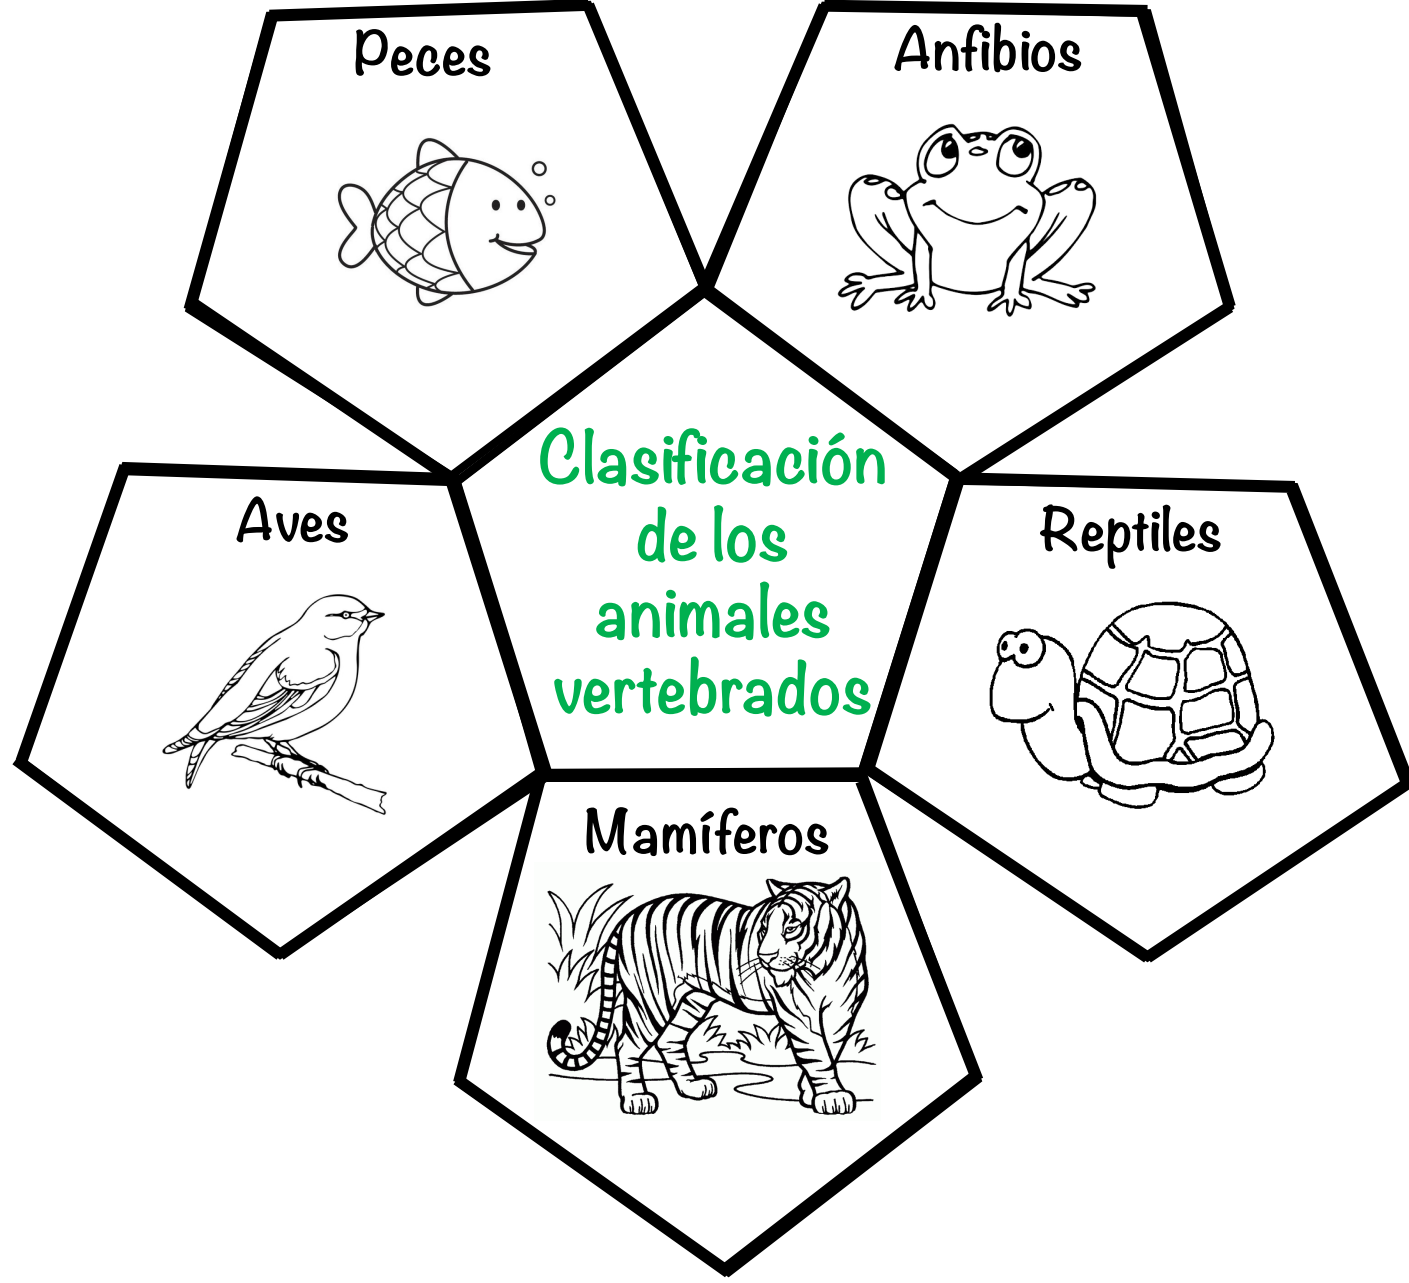 Peces
Anfibios
Clasificación
de los
animales
vertebrados
Aves
Reptiles
Mamíferos